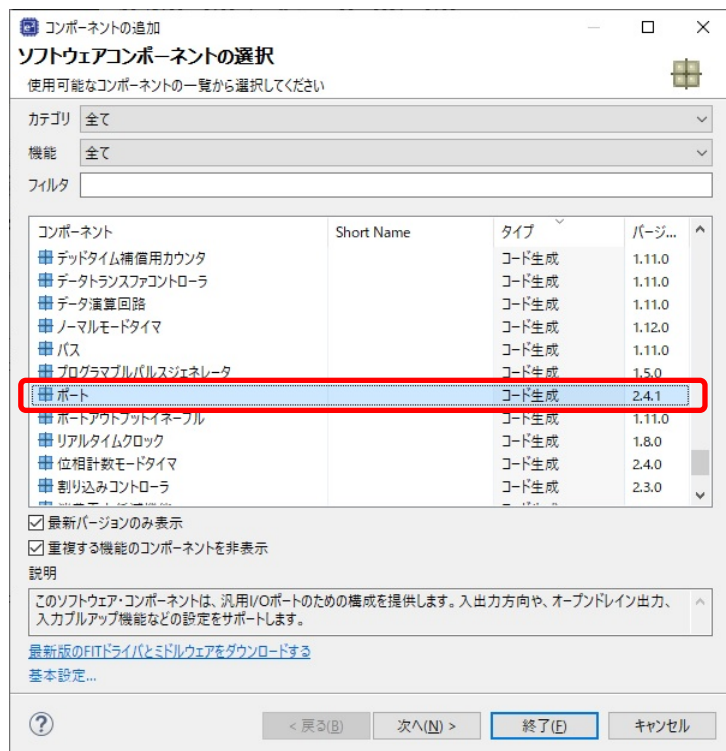 コンポーネントの追加
ソフトウェアコンポーネントの選択
使用可能なコンポーネントの一覧から選択してください
カテゴリ 全て
機能 全て
フィルタ
コンポーネント Short Name タイプ バージ...
デッドタイム補償用カウンタ コード生成 1.11.0
データトランスファコントローラ コード生成 1.11.0
データ演算回路 コード生成 1.11.0
ノーマルモードタイマ コード生成 1.12.0
バス コード生成 1.11.0
プログラマブルパルスジェネレータ コード生成 1.5.0
ポート コード生成 2.4.1
ポートアウトプットイネーブル コード生成 1.11.0
リアルタイムクロック コード生成 1.8.0
位相計数モードタイマ コード生成 2.4.0
割り込みコントローラ コード生成 2.3.0
最新バージョンのみ表示
重複する機能のコンポーネントを非表示
説明
このソフトウェア・コンポーネントは、汎用I/Oポートのための構成を提供します。入出力方向や、オープンドレイン出力、
入力プルアップ機能などの設定をサポートします。
最新版のFITドライバとミドルウェアをダウンロードする
基本設定...
? < 戻る(B) 次へ(N) > 終了(F) キャンセル